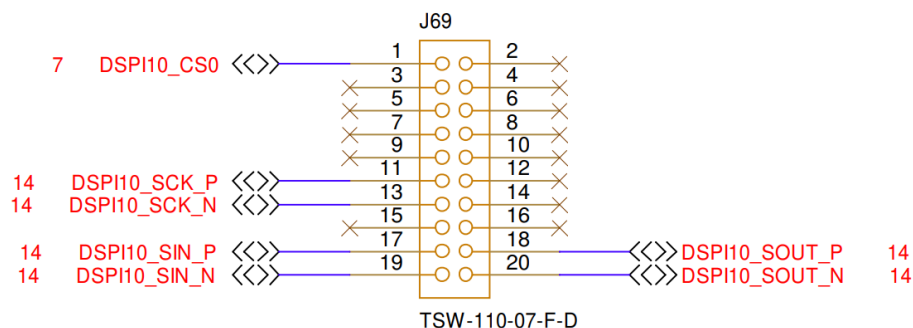 J69
7 DSPI10_CS0 1 2
3 4
5 6
7 8
9 10
14 DSPI10_SCK_P 11 12
14 DSPI10_SCK_N 13 14
15 16
14 DSPI10_SIN_P 17 18 DSPI10_SOUT_P 14
14 DSPI10_SIN_N 19 20 DSPI10_SOUT_N 14
TSW-110-07-F-D